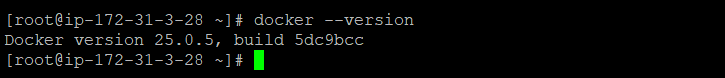 [root@ip-172-31-3-28 ~]# docker --version
Docker version 25.0.5, build 5dc9bcc
[root@ip-172-31-3-28 ~]#